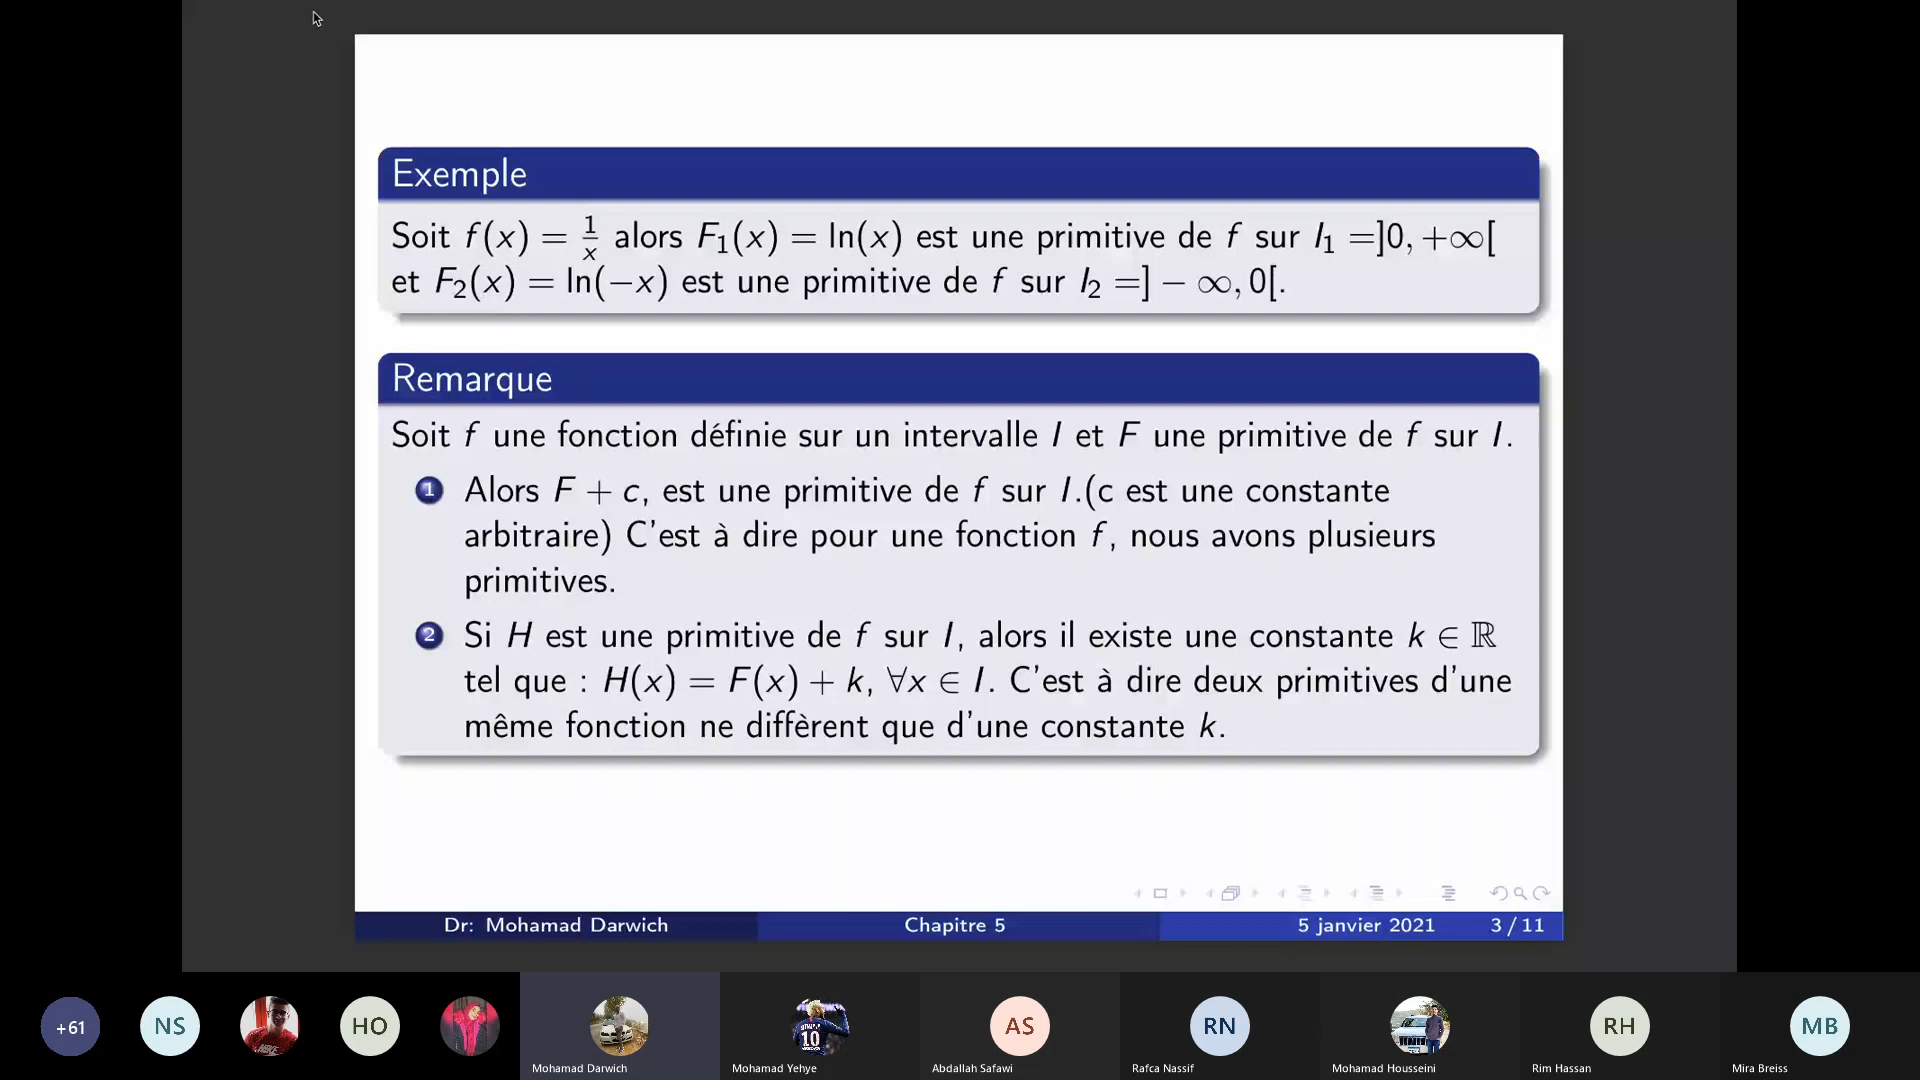 Exemple
Soit f(x) = 1/x alors F₁(x) = ln(x) est une primitive de f sur I₁ =]0, +∞[
et F₂(x) = ln(−x) est une primitive de f sur I₂ =] − ∞, 0[.
Remarque
Soit f une fonction définie sur un intervalle I et F une primitive de f sur I.
1 Alors F + c, est une primitive de f sur I.(c est une constante
arbitraire) C'est à dire pour une fonction f, nous avons plusieurs
primitives.
2 Si H est une primitive de f sur I, alors il existe une constante k ∈ ℝ
tel que : H(x) = F(x) + k, ∀x ∈ I. C'est à dire deux primitives d'une
même fonction ne diffèrent que d'une constante k.
Dr: Mohamad Darwich Chapitre 5 5 janvier 2021 3 / 11
+61 NS HO 10 AS RN RH MB
Mohamad Darwich Mohamad Yehye Abdallah Safawi Rafca Nassif Mohamad Housseini Rim Hassan Mira Breiss